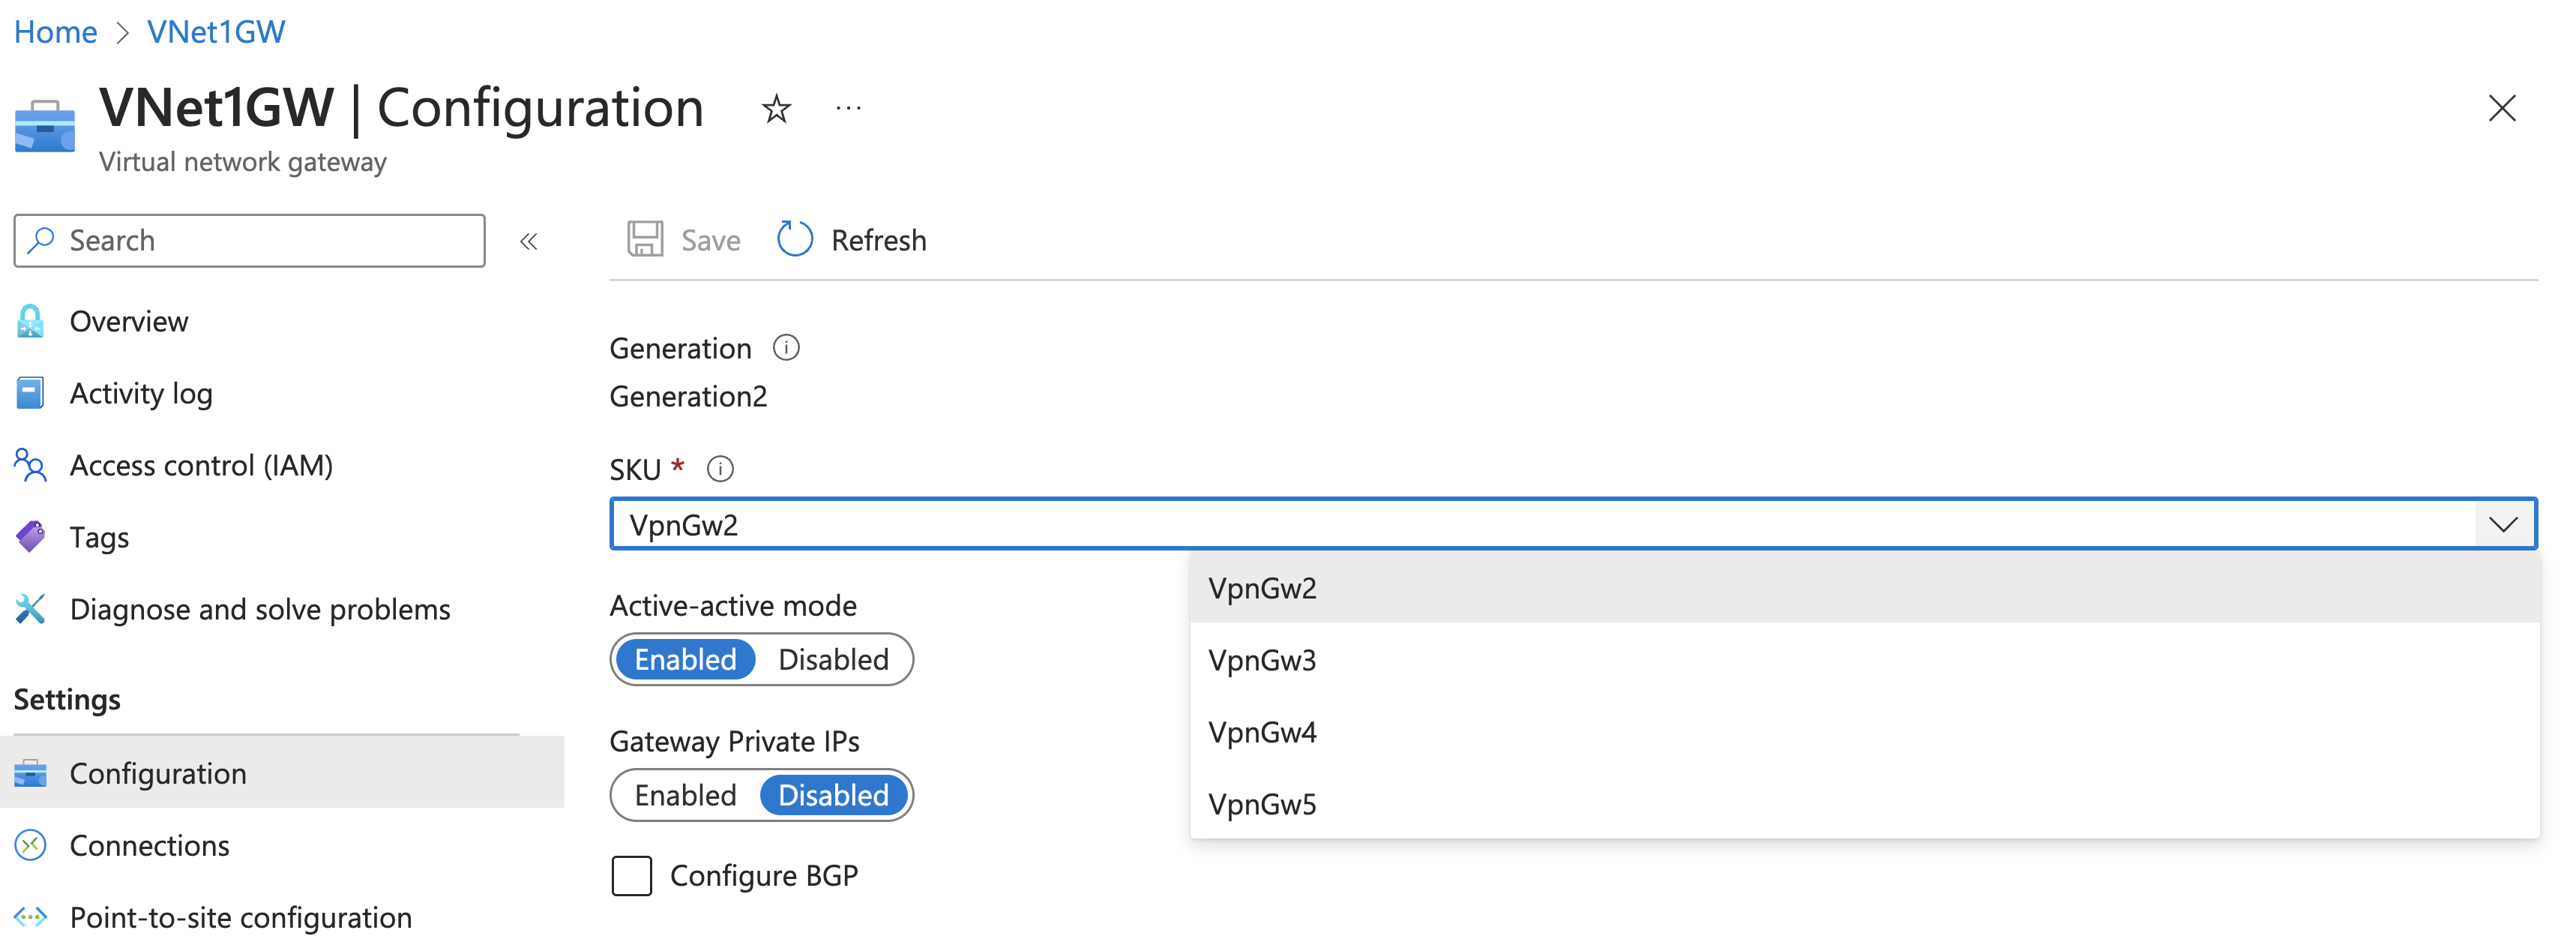 Home > VNet1GW
VNet1GW | Configuration ☆ ...
Virtual network gateway
Search «
Save Refresh
Overview
Activity log
Access control (IAM)
Tags
Diagnose and solve problems
Settings
Configuration
Connections
Point-to-site configuration
Generation
Generation2
SKU *
VpnGw2
VpnGw2
VpnGw3
VpnGw4
VpnGw5
Active-active mode
Enabled Disabled
Gateway Private IPs
Enabled Disabled
Configure BGP